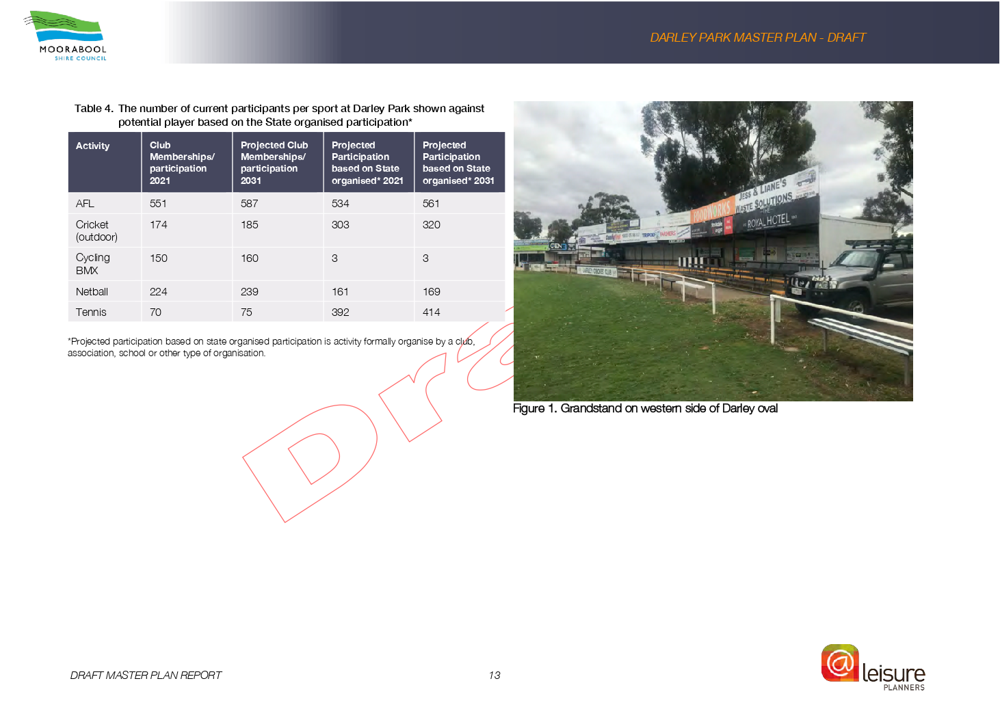 MOORABOOL
SHIRE COUNCIL
DARLEY PARK MASTER PLAN - DRAFT
Table 4. The number of current participants per sport at Darley Park shown against
potential player based on the State organised participation*
Activity
Club
Memberships/
participation
2021
Projected Club
Memberships/
participation
2031
Projected
Participation
based on State
organised* 2021
Projected
Participation
based on State
organised* 2031
AFL 551 587 534 561
Cricket
(outdoor)
174 185 303 320
Cycling
BMX
150 160 3 3
Netball 224 239 161 169
Tennis 70 75 392 414
*Projected participation based on state organised participation is activity formally organise by a club,
association, school or other type of organisation.
Dra
JESS & LIANE'S
WASTE SOLUTIONS
FOODWORKS
THE
ROYAL HOTEL
TRIPOD FARMERS
DARLEY CRICKET CLUB
Figure 1. Grandstand on western side of Darley oval
DRAFT MASTER PLAN REPORT
13
@leisure
PLANNERS